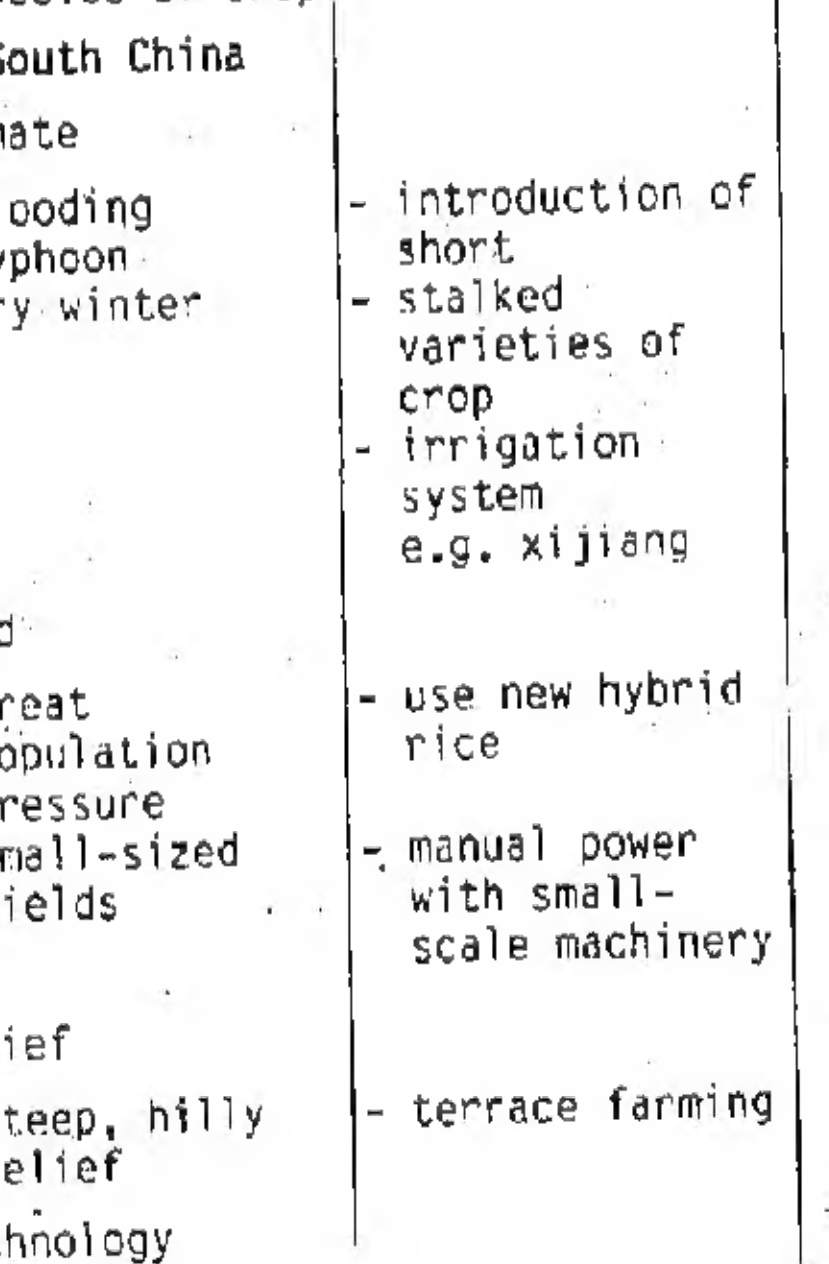 South China
mate
ooding
yphoon
ry winter
d
reat
opulation
ressure
mall-sized
ields
ief
teep, hilly
elief
hnology
- introduction of
short
- stalked
varieties of
crop
- irrigation
system
e.g. xijiang
- use new hybrid
rice
- manual power
with small-
scale machinery
- terrace farming